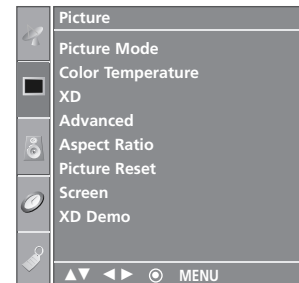 Picture
Picture Mode
Color Temperature
XD
Advanced
Aspect Ratio
Picture Reset
Screen
XD Demo
▲▼ ◄► ⦿ MENU